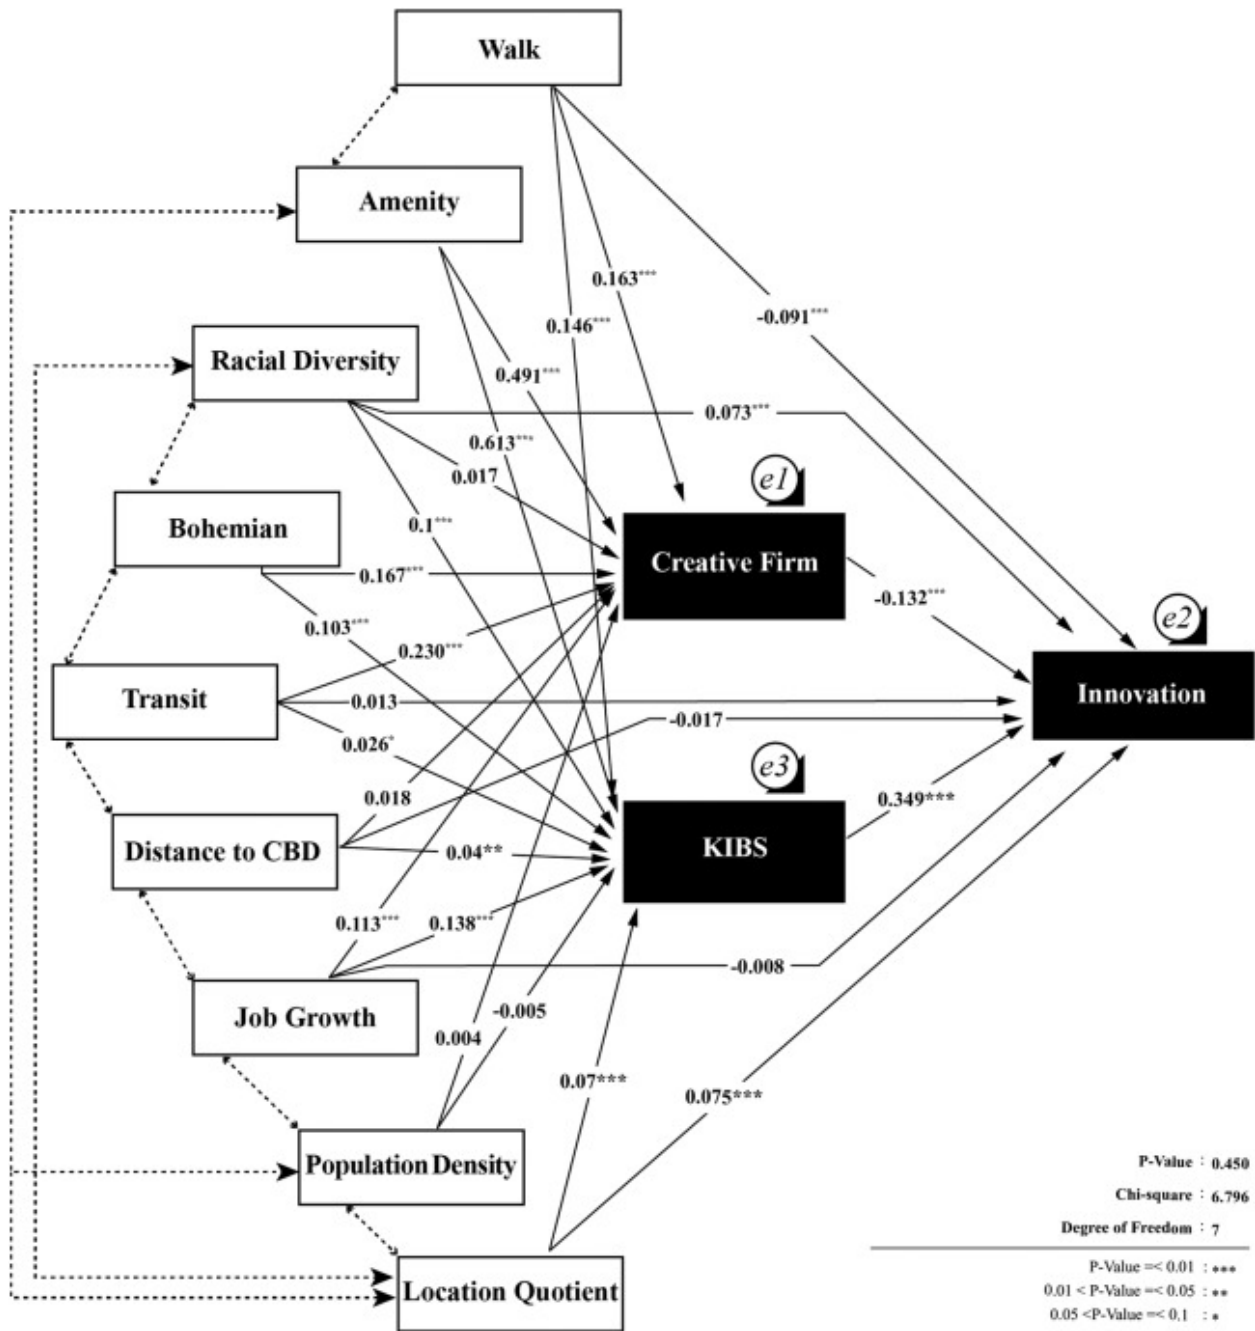 Walk
Amenity
0.163***
0.146***
-0.091***
Racial Diversity
0.491***
0.073***
0.613***
0.017
e1
Bohemian
0.1***
Creative Firm
0.167***
-0.132***
0.103***
e2
0.230***
Transit
0.013
Innovation
-0.017
0.026*
e3
0.018
0.349***
Distance to CBD
0.04**
KIBS
0.113***
0.138***
-0.008
Job Growth
-0.005
0.004
0.07***
0.075***
Population Density
P-Value : 0.450
Chi-square : 6.796
Degree of Freedom : 7
Location Quotient
P-Value =< 0.01 : ***
0.01 < P-Value =< 0.05 : **
0.05 <P-Value =< 0.1 : *